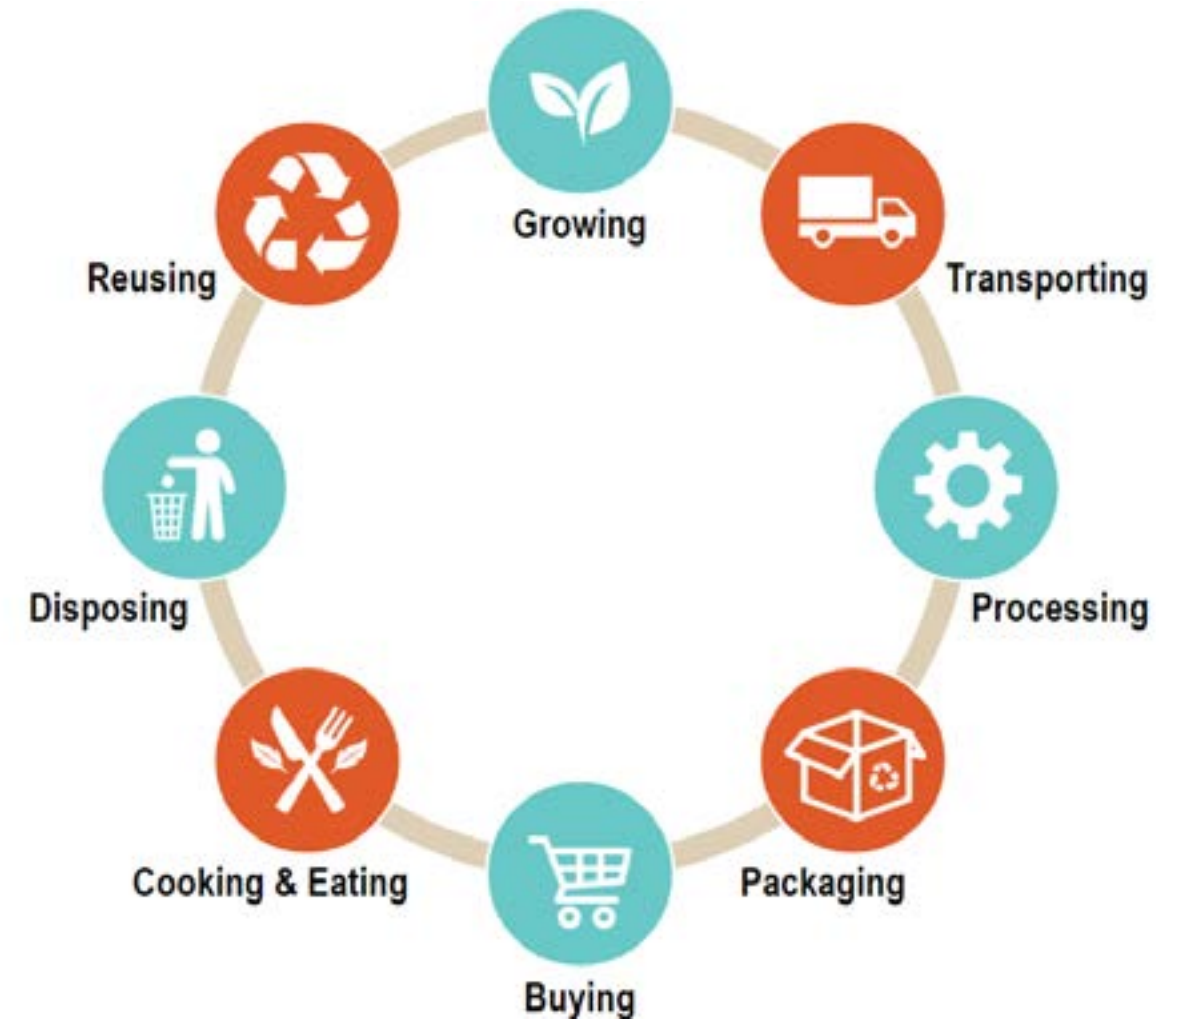 Growing
Transporting
Processing
Packaging
Buying
Cooking & Eating
Disposing
Reusing